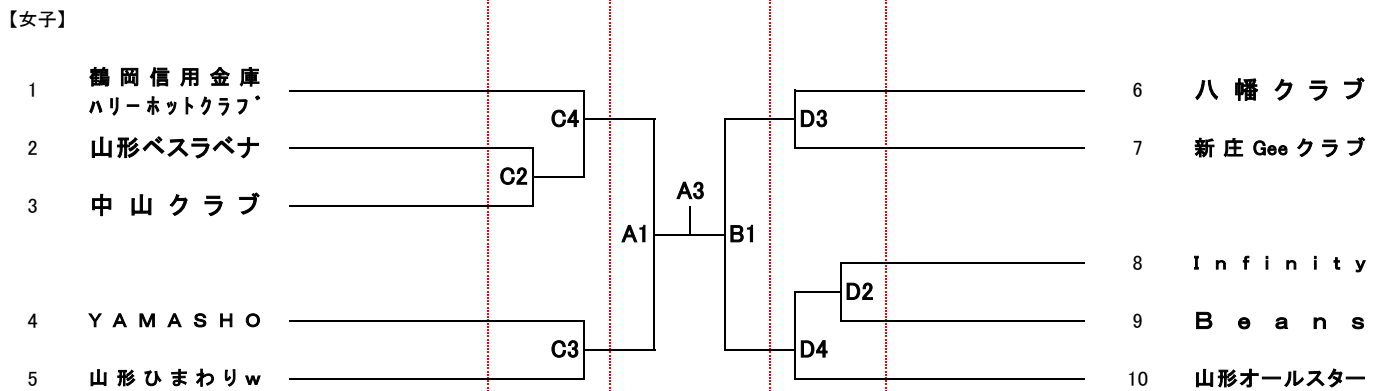 【女子】
1 鶴岡信用金庫
ハリーホットクラブ
C4
2 山形ベスラベナ
C2
3 中山クラブ
A1
4 YAMASHO
C3
5 山形ひまわりw
A3
B1
D3
6 八幡クラブ
7 新庄Geeクラブ
8 Infinity
D2
9 Beans
D4
10 山形オールスター